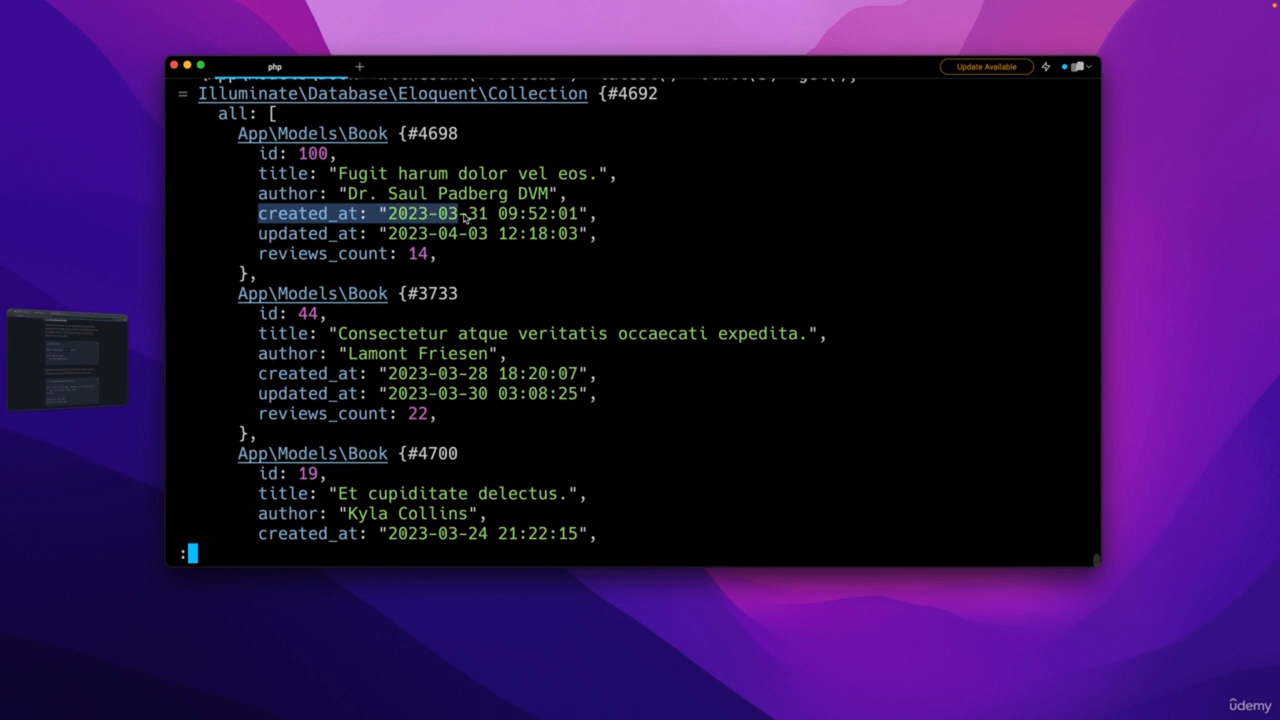 php
+
Update Available
= Illuminate\Database\Eloquent\Collection {#4692
all: [
App\Models\Book {#4698
id: 100,
title: "Fugit harum dolor vel eos.",
author: "Dr. Saul Padberg DVM",
created_at: "2023-03-31 09:52:01",
updated_at: "2023-04-03 12:18:03",
reviews_count: 14,
},
App\Models\Book {#3733
id: 44,
title: "Consectetur atque veritatis occaecati expedita.",
author: "Lamont Friesen",
created_at: "2023-03-28 18:20:07",
updated_at: "2023-03-30 03:08:25",
reviews_count: 22,
},
App\Models\Book {#4700
id: 19,
title: "Et cupiditate delectus.",
author: "Kyla Collins",
created_at: "2023-03-24 21:22:15",
:
ûdemy